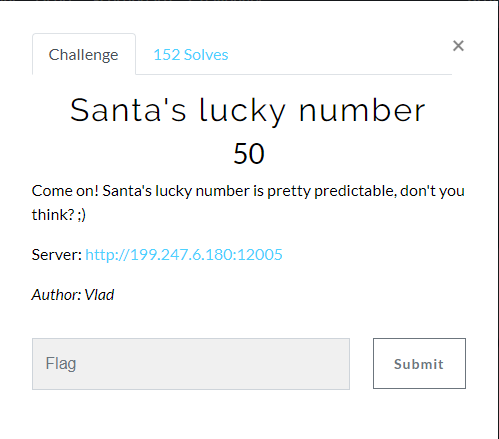 Challenge
152 Solves
×
Santa's lucky number
50
Come on! Santa's lucky number is pretty predictable, don't you
think? ;)
Server: http://199.247.6.180:12005
Author: Vlad
Flag
Submit